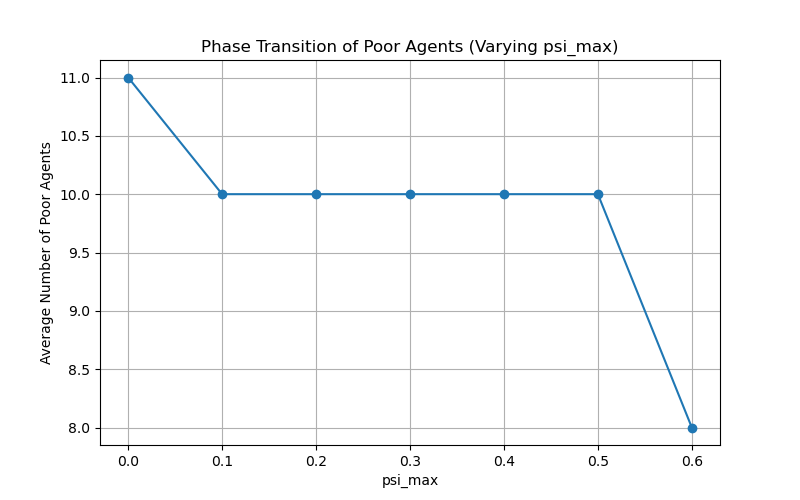 Phase Transition of Poor Agents (Varying psi_max)
Average Number of Poor Agents
11.0
10.5
10.0
9.5
9.0
8.5
8.0
0.0 0.1 0.2 0.3 0.4 0.5 0.6
psi_max